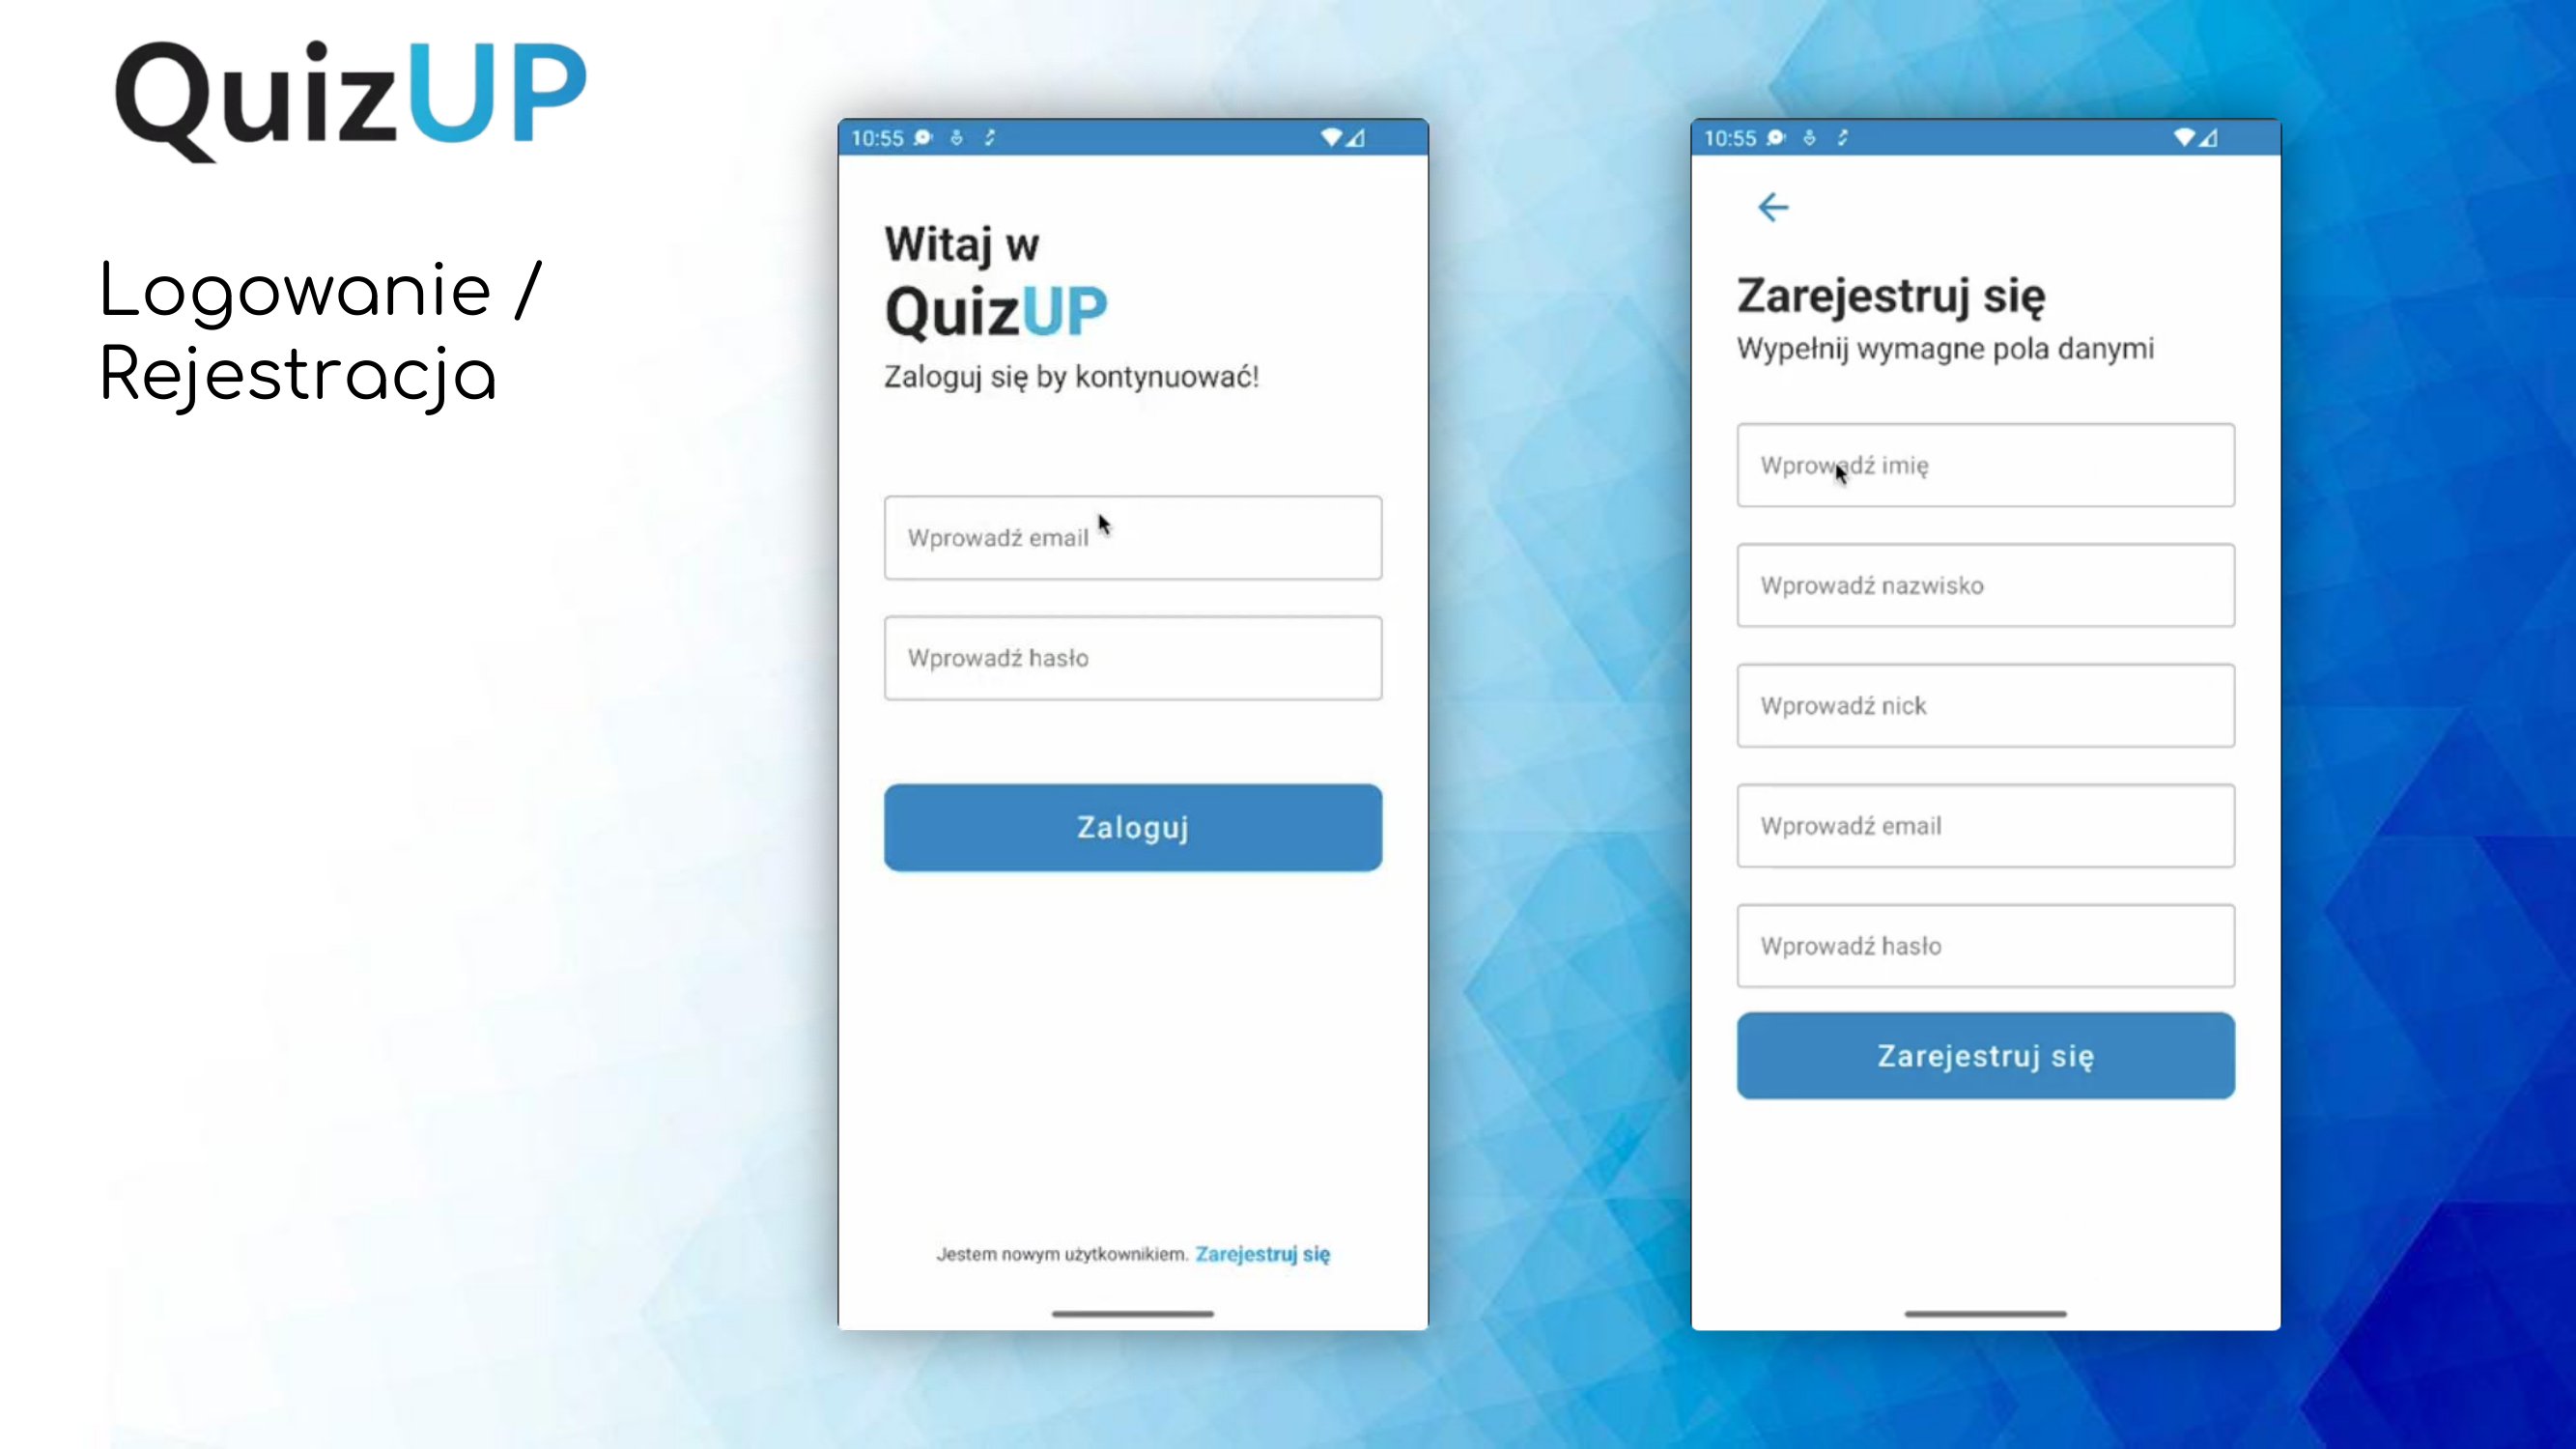 QuizUP
Logowanie /
Rejestracja
10:55
Witaj w
QuizUP
Zaloguj się by kontynuować!
Wprowadź email
Wprowadź hasło
Zaloguj
Jestem nowym użytkownikiem. Zarejestruj się
10:55
Zarejestruj się
Wypełnij wymagne pola danymi
Wprowadź imię
Wprowadź nazwisko
Wprowadź nick
Wprowadź email
Wprowadź hasło
Zarejestruj się